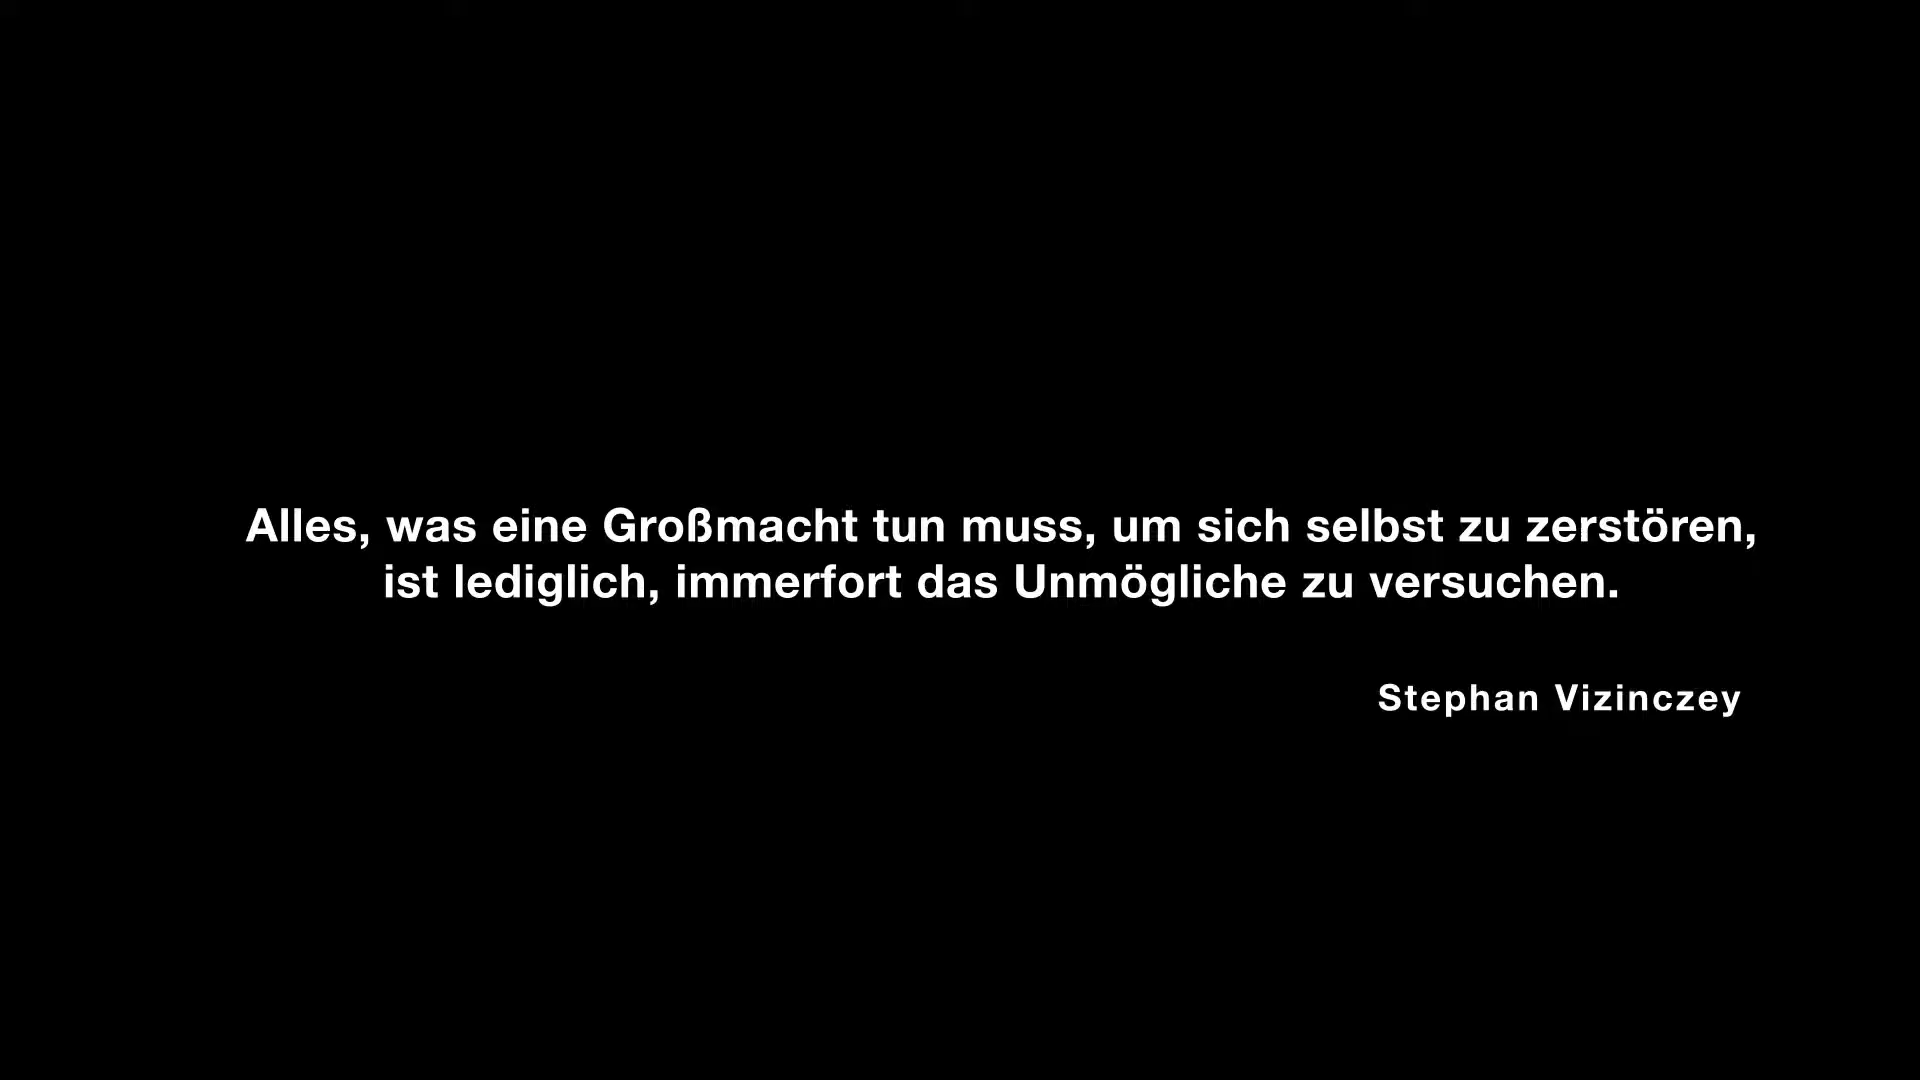 Alles, was eine Großmacht tun muss, um sich selbst zu zerstören,
ist lediglich, immerfort das Unmögliche zu versuchen.
Stephan Vizinczey